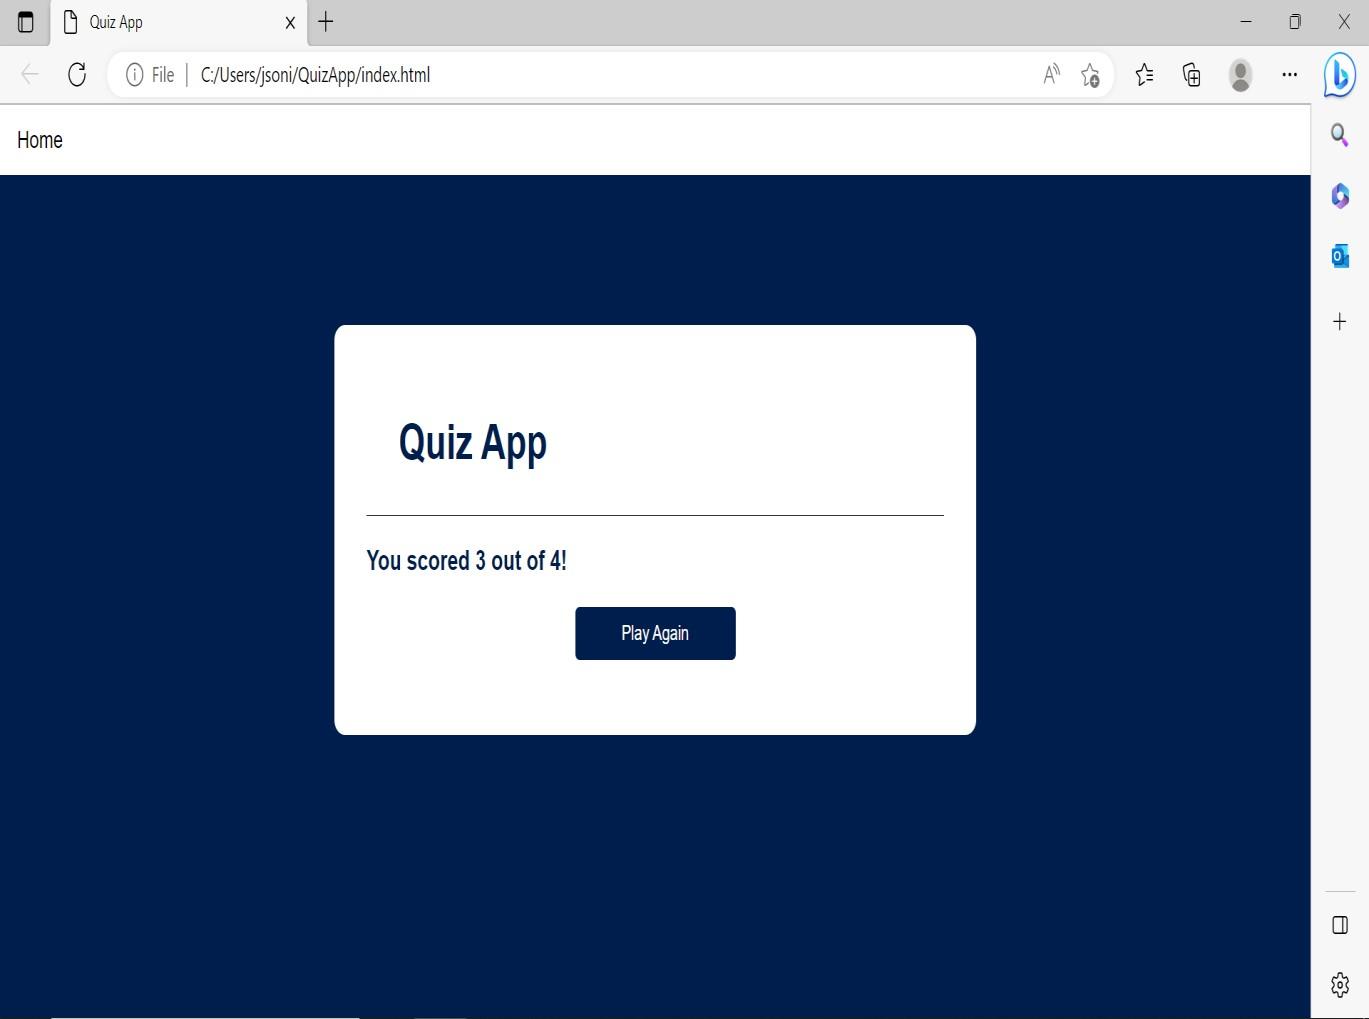 Quiz App
File C:/Users/jsoni/QuizApp/index.html
Home
Quiz App
You scored 3 out of 4!
Play Again